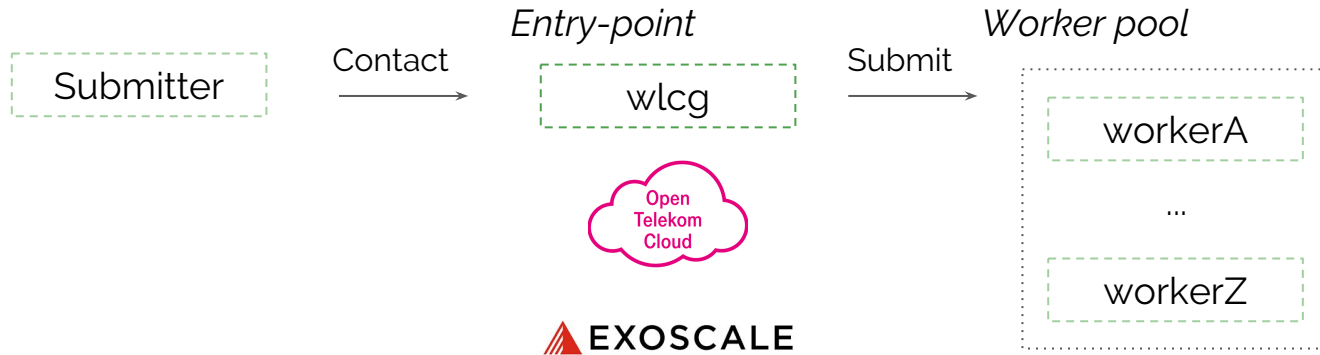 Entry-point
Worker pool
Submitter
Contact
wlcg
Submit
workerA
...
workerZ
Open
Telekom
Cloud
EXOSCALE